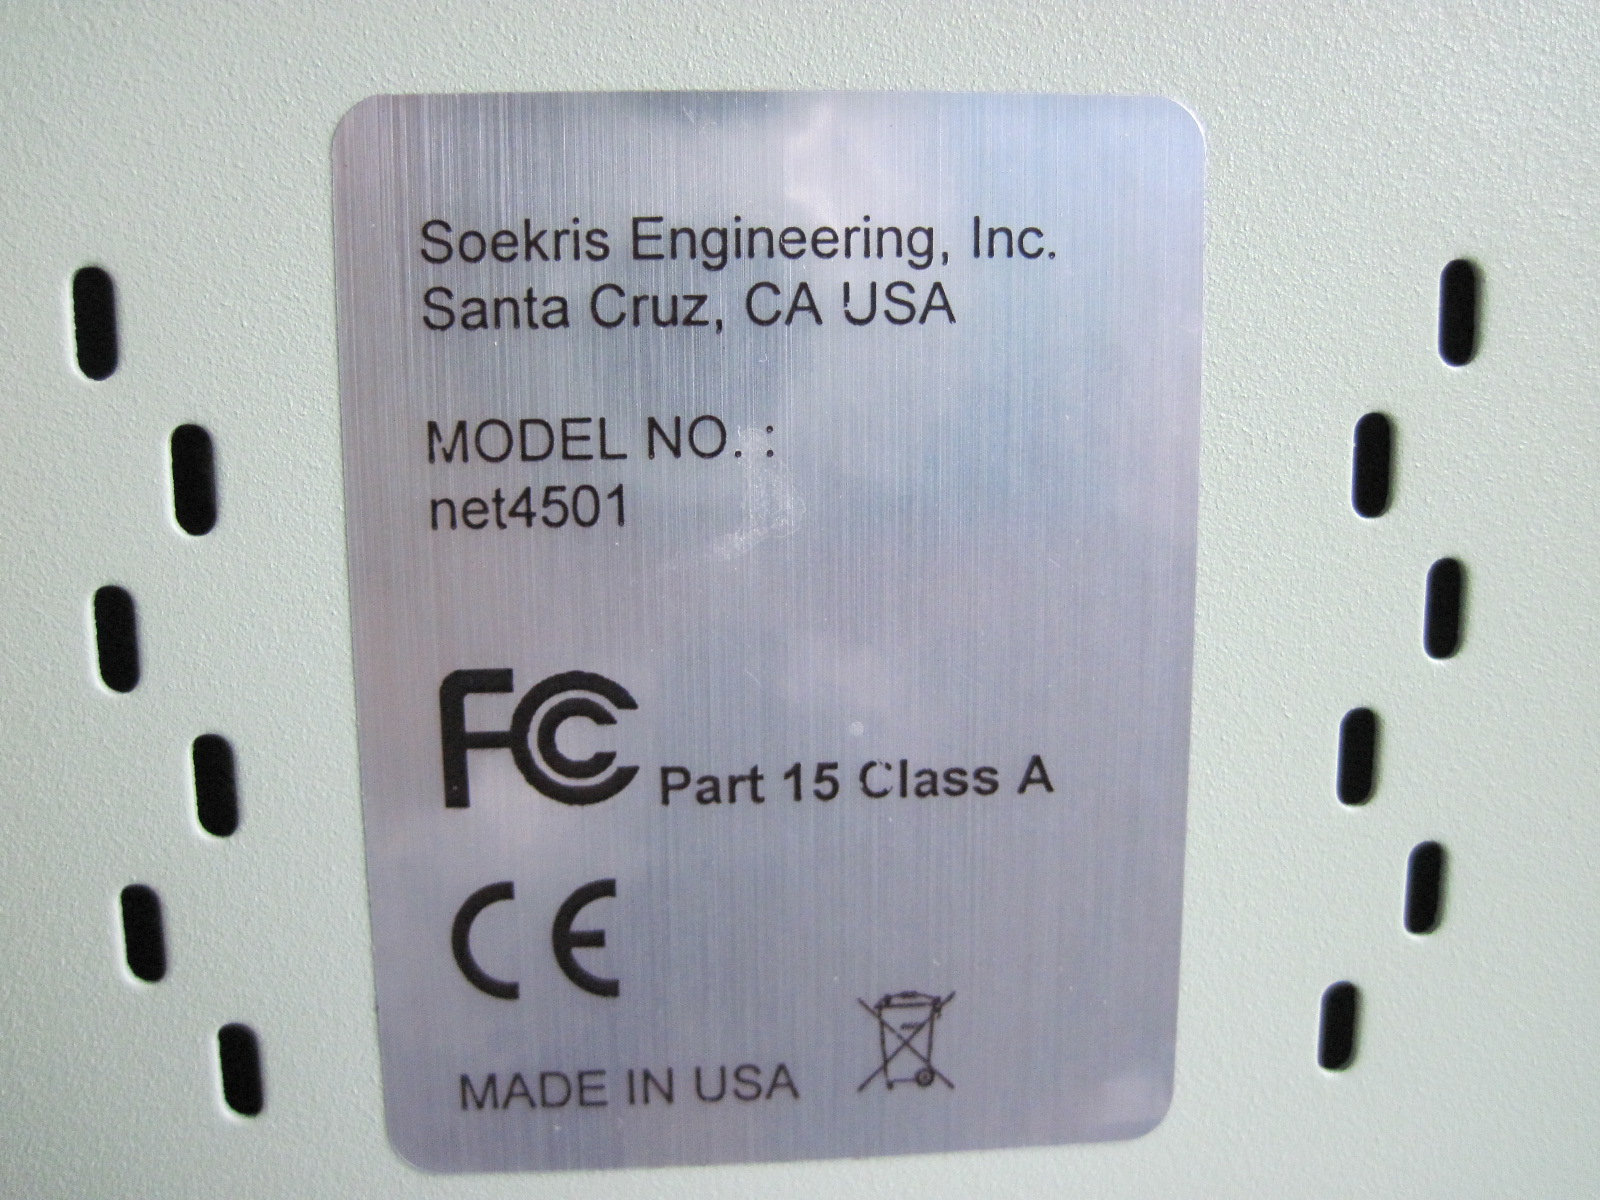 Soekris Engineering, Inc.
Santa Cruz, CA USA
MODEL NO. :
net4501
FC Part 15 Class A
CE
MADE IN USA